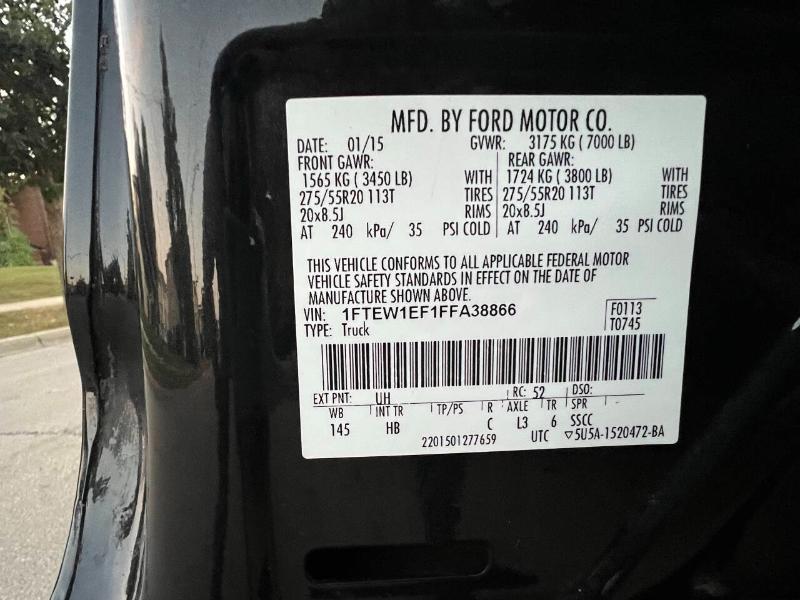 MFD. BY FORD MOTOR CO.
DATE: 01/15 GVWR: 3175 KG ( 7000 LB)
FRONT GAWR: REAR GAWR:
1565 KG ( 3450 LB) WITH 1724 KG ( 3800 LB) WITH
275/55R20 113T TIRES 275/55R20 113T TIRES
20x8.5J RIMS 20x8.5J RIMS
AT 240 kPa/ 35 PSI COLD AT 240 kPa/ 35 PSI COLD
THIS VEHICLE CONFORMS TO ALL APPLICABLE FEDERAL MOTOR
VEHICLE SAFETY STANDARDS IN EFFECT ON THE DATE OF
MANUFACTURE SHOWN ABOVE.
VIN: 1FTEW1EF1FFA38866 F0113
TYPE: Truck T0745
EXT PNT: UH RC: 52 DSO:
WB INT TR TP/PS R AXLE TR SPR
145 HB C L3 6 SSCC
2201501277659 UTC ▽5U5A-1520472-BA